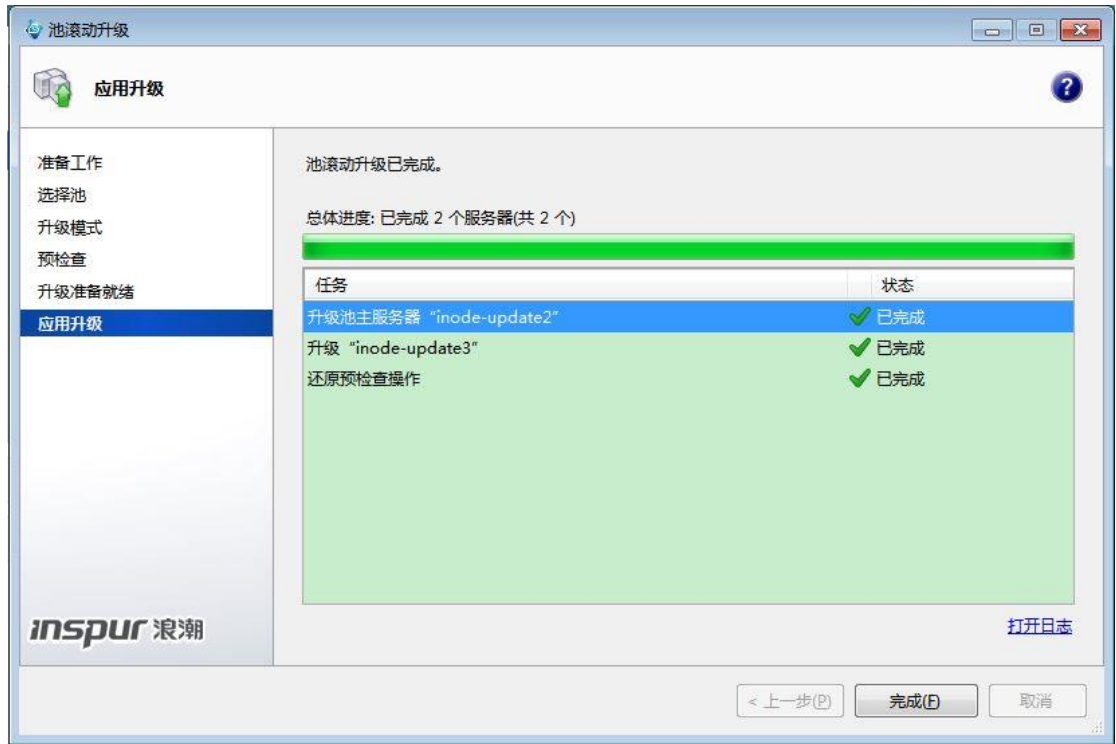 池滚动升级
应用升级
准备工作
选择池
升级模式
预检查
升级准备就绪
应用升级
池滚动升级已完成。
总体进度: 已完成 2 个服务器(共 2 个)
任务 状态
升级池主服务器 “inode-update2” 已完成
升级 “inode-update3” 已完成
还原预检查操作 已完成
打开日志
inspur 浪潮
< 上一步(P) 完成(F) 取消